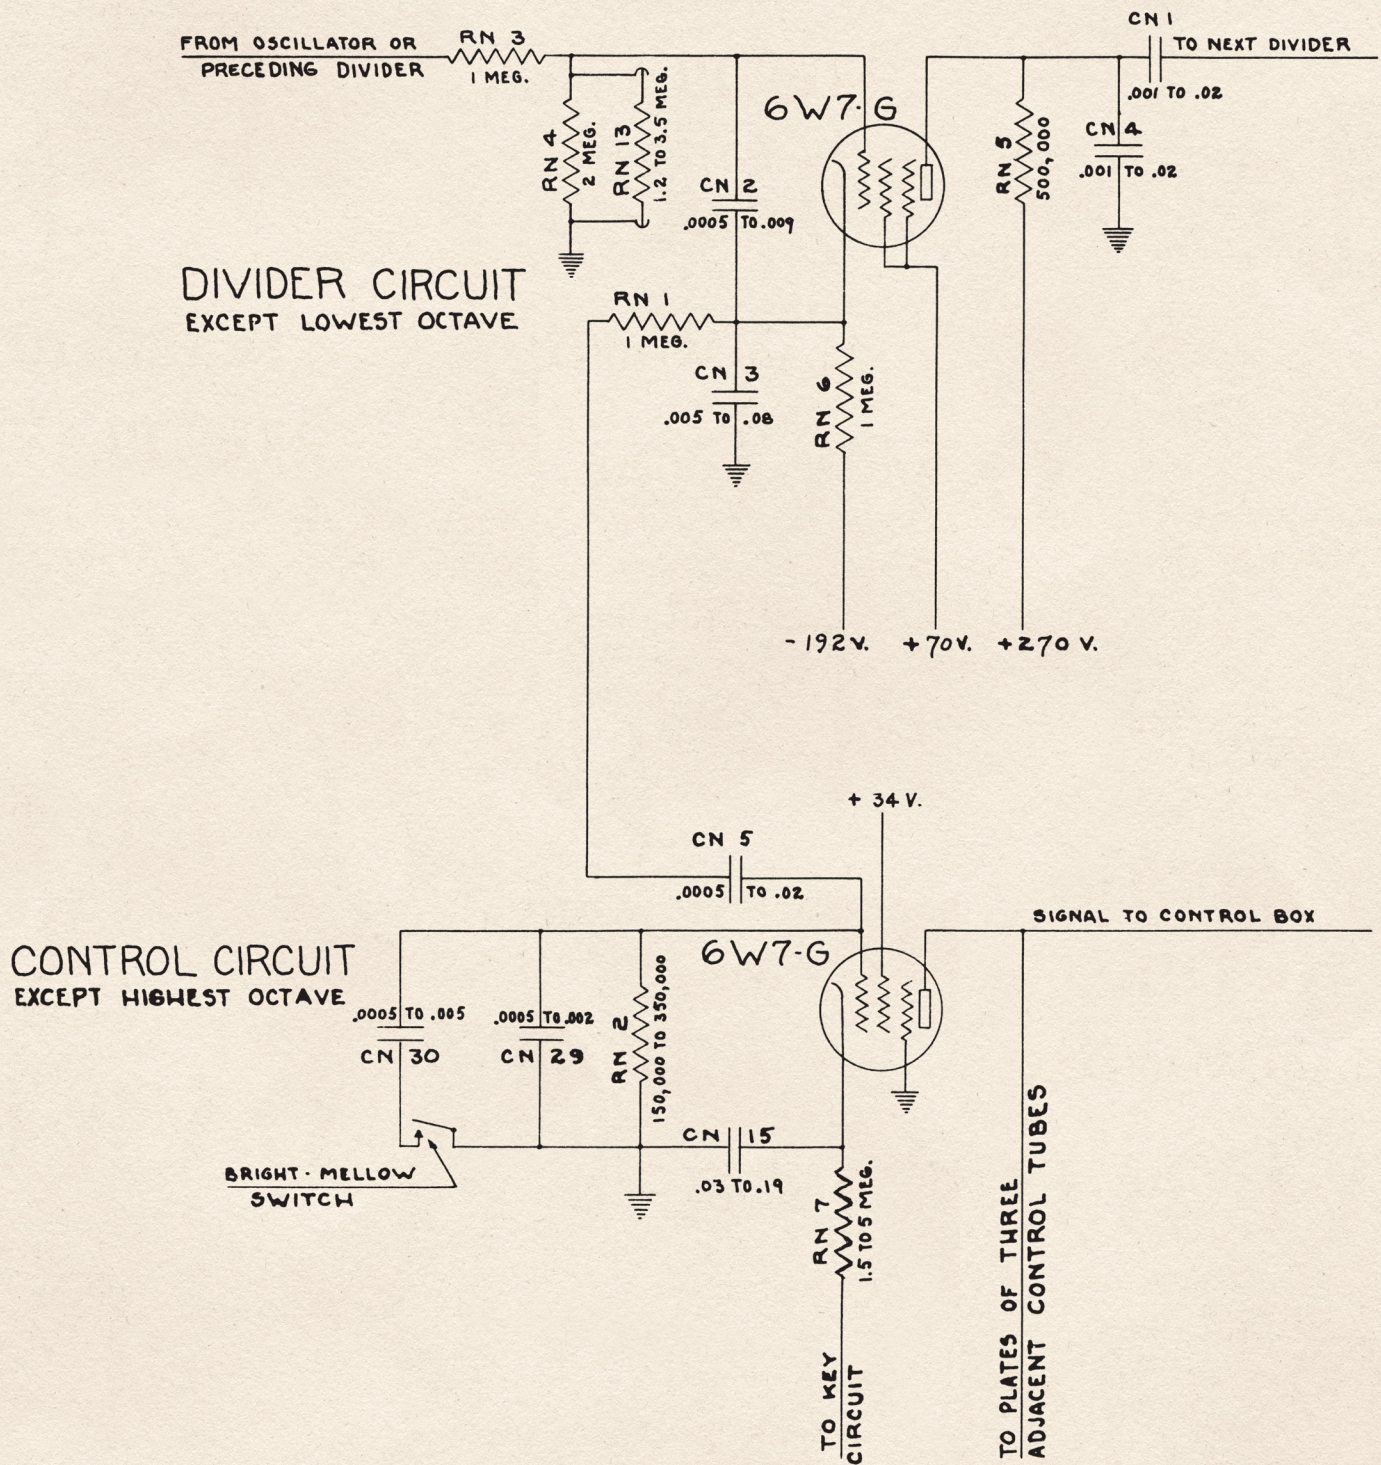 FROM OSCILLATOR OR
PRECEDING DIVIDER
RN 3
1 MEG.
RN 4
2 MEG.
RN 13
1.2 TO 3.5 MEG.
CN 2
.0005 TO .009
6W7-G
RN 5
500,000
CN 1
TO NEXT DIVIDER
.001 TO .02
CN 4
.001 TO .02
DIVIDER CIRCUIT
EXCEPT LOWEST OCTAVE
RN 1
1 MEG.
CN 3
.005 TO .08
RN 6
1 MEG.
-192 V.
+70 V.
+270 V.
+ 34 V.
CN 5
.0005 TO .02
SIGNAL TO CONTROL BOX
CONTROL CIRCUIT
EXCEPT HIGHEST OCTAVE
6W7-G
.0005 TO .005
CN 30
.0005 TO .002
CN 29
RN 2
150,000 TO 350,000
CN 15
.03 TO .19
BRIGHT-MELLOW
SWITCH
RN 7
1.5 TO 5 MEG.
TO KEY
CIRCUIT
TO PLATES OF THREE
ADJACENT CONTROL TUBES